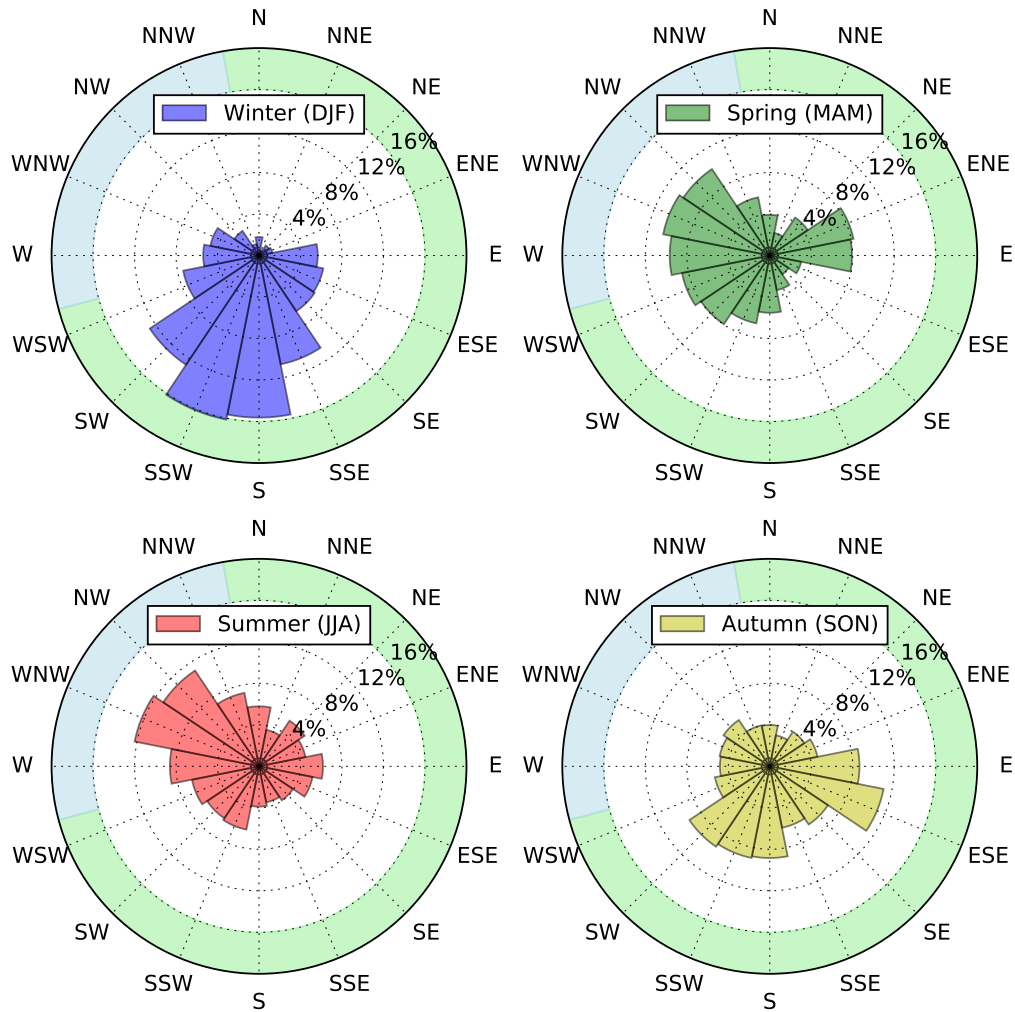 N
NNW
NNE
NW
NE
Winter (DJF)
16%
12%
WNW
ENE
8%
4%
W
E
WSW
ESE
SW
SE
SSW
SSE
S
N
NNW
NNE
NW
NE
Spring (MAM)
16%
12%
WNW
ENE
8%
4%
W
E
WSW
ESE
SW
SE
SSW
SSE
S
N
NNW
NNE
NW
NE
Summer (JJA)
16%
12%
WNW
ENE
8%
4%
W
E
WSW
ESE
SW
SE
SSW
SSE
S
N
NNW
NNE
NW
NE
Autumn (SON)
16%
12%
WNW
ENE
8%
4%
W
E
WSW
ESE
SW
SE
SSW
SSE
S